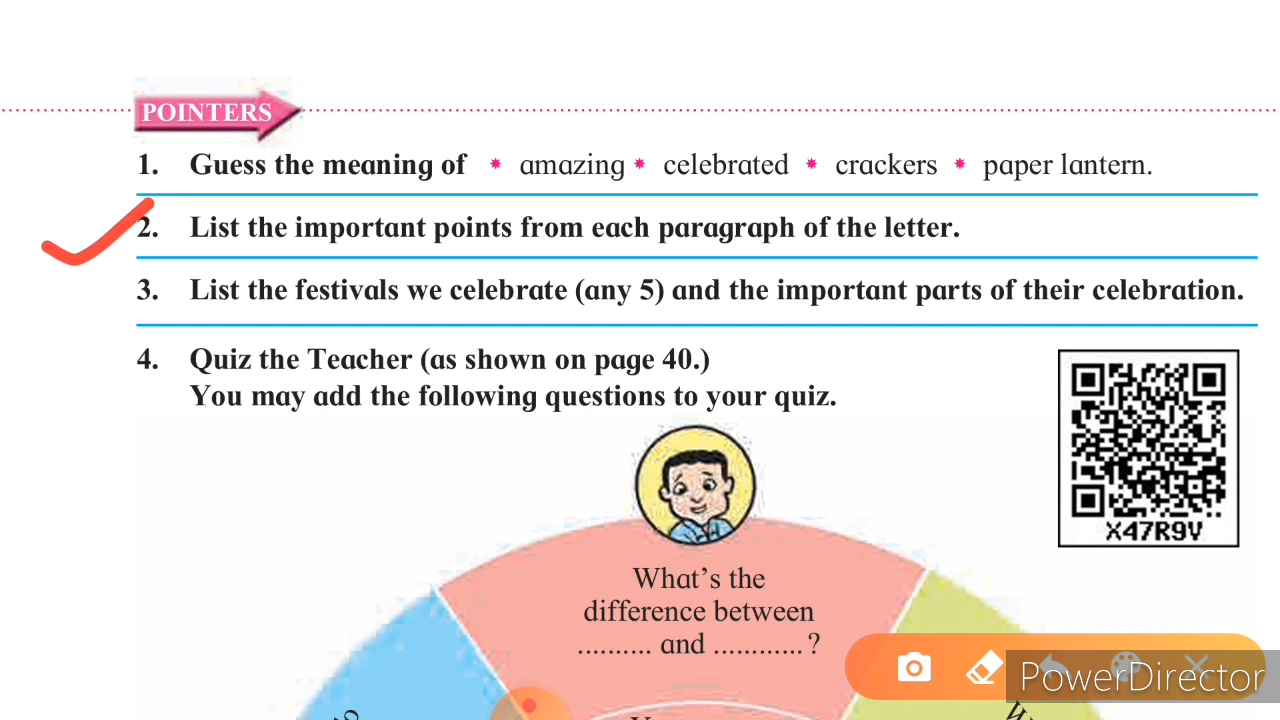 POINTERS
1. Guess the meaning of * amazing * celebrated * crackers * paper lantern.
2. List the important points from each paragraph of the letter.
3. List the festivals we celebrate (any 5) and the important parts of their celebration.
4. Quiz the Teacher (as shown on page 40.)
You may add the following questions to your quiz.
X47R9V
What's the
difference between
.......... and ............ ?
PowerDirector